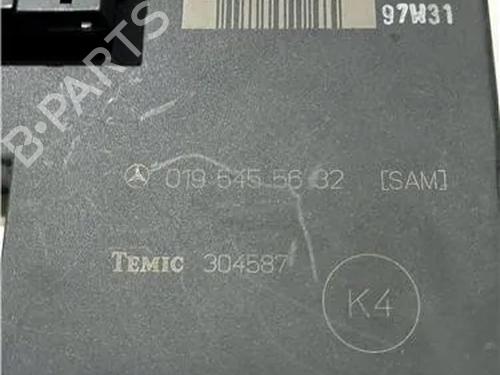 97W31
B-PARTS
019 545 56 32 [SAM]
TEMIC 304587
K4